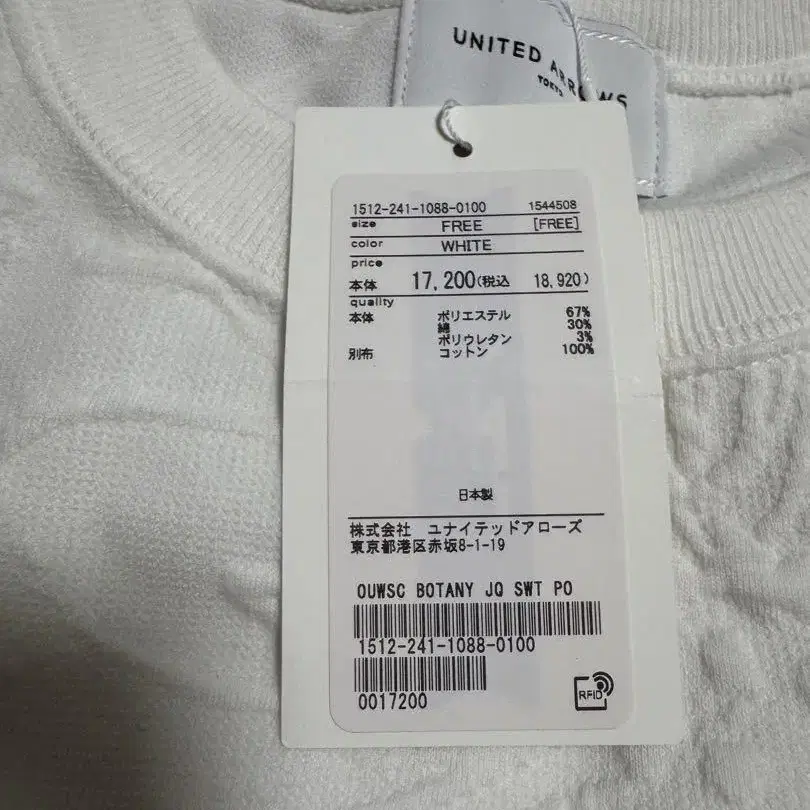 UNITED ARROWS
TOKYO
1512-241-1088-0100 1544508
size FREE [FREE]
color WHITE
price
本体 17,200(税込 18,920)
quality
本体 ポリエステル 67%
綿 30%
ポリウレタン 3%
別布 コットン 100%
日本製
株式会社 ユナイテッドアローズ
東京都港区赤坂8-1-19
OUWSC BOTANY JQ SWT PO
1512-241-1088-0100
0017200
RFID